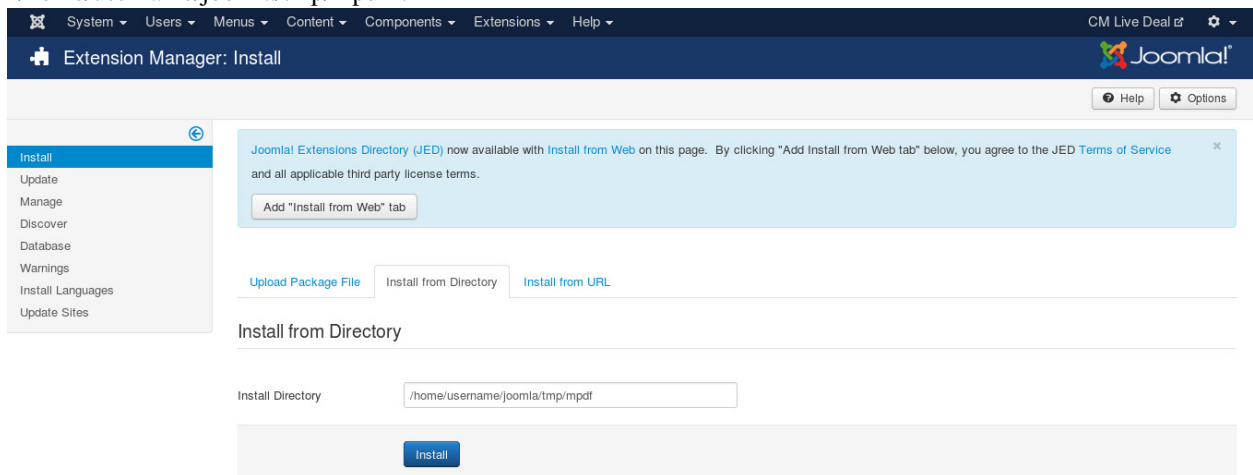 System Users Menus Content Components Extensions Help CM Live Deal
Extension Manager: Install Joomla!
Help Options
Install
Update
Manage
Discover
Database
Warnings
Install Languages
Update Sites
Joomla! Extensions Directory (JED) now available with Install from Web on this page. By clicking "Add Install from Web tab" below, you agree to the JED Terms of Service
and all applicable third party license terms.
Add "Install from Web" tab
Upload Package File Install from Directory Install from URL
Install from Directory
Install Directory /home/username/joomla/tmp/mpdf
Install